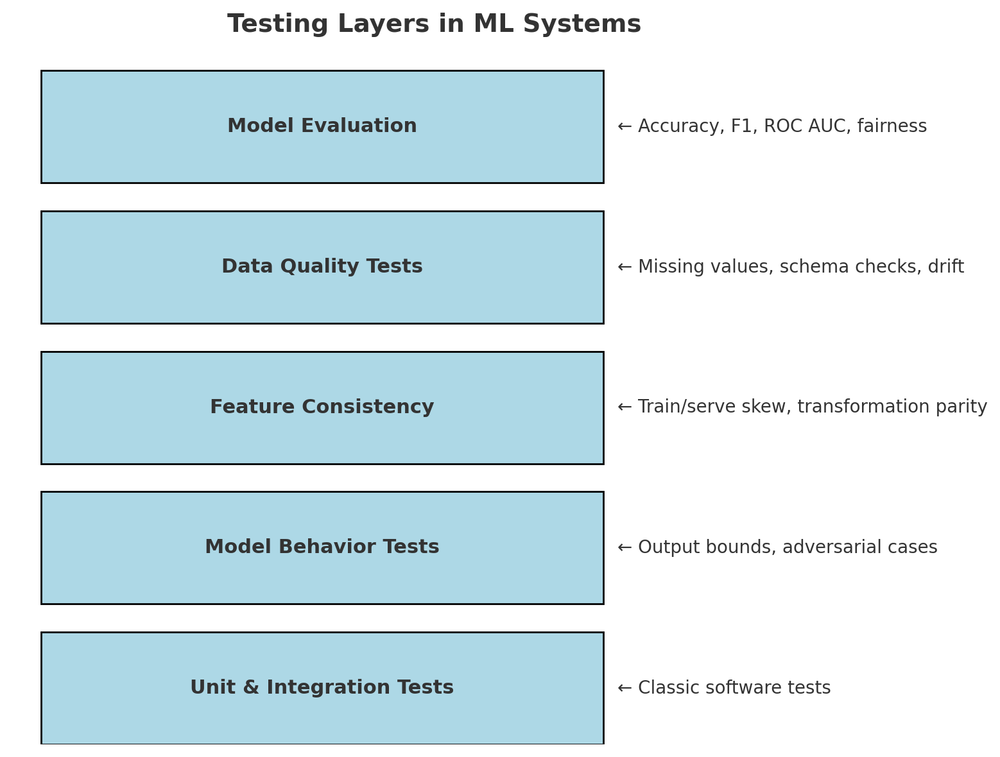 Testing Layers in ML Systems
Model Evaluation
← Accuracy, F1, ROC AUC, fairness
Data Quality Tests
← Missing values, schema checks, drift
Feature Consistency
← Train/serve skew, transformation parity
Model Behavior Tests
← Output bounds, adversarial cases
Unit & Integration Tests
← Classic software tests